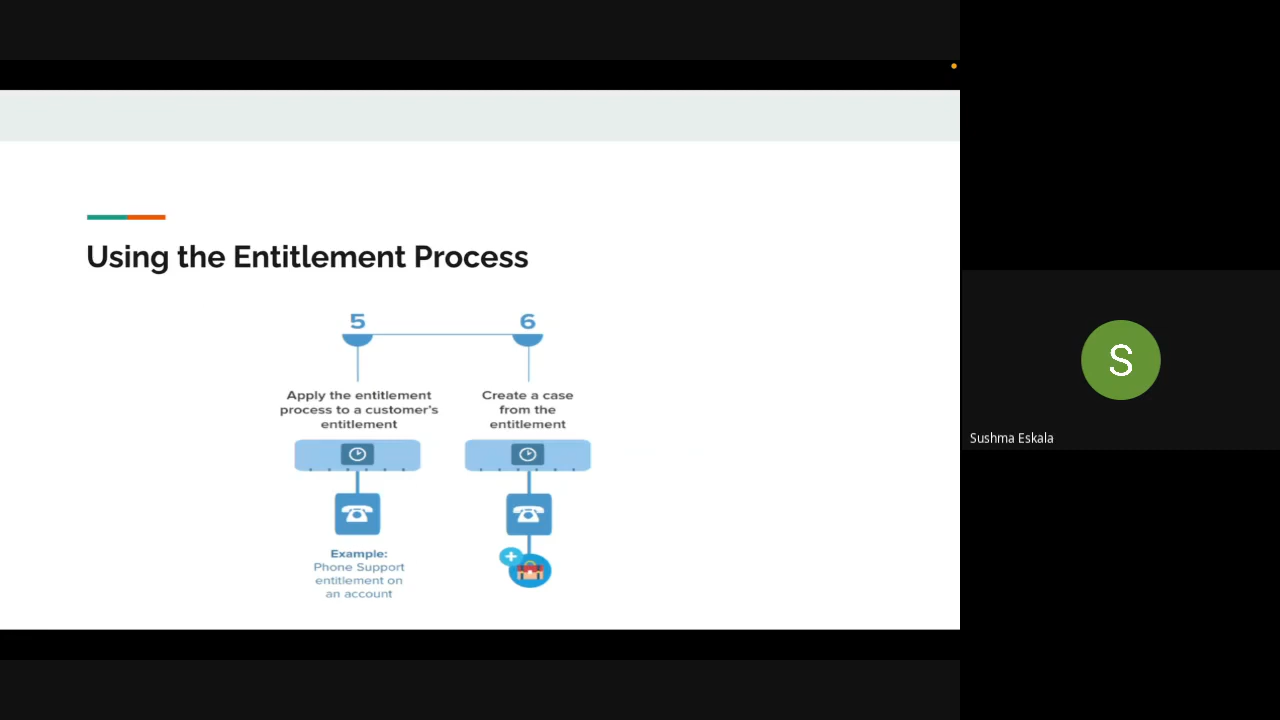 Using the Entitlement Process
5
6
Apply the entitlement
process to a customer's
entitlement
Create a case
from the
entitlement
Example:
Phone Support
entitlement on
an account
S
Sushma Eskala